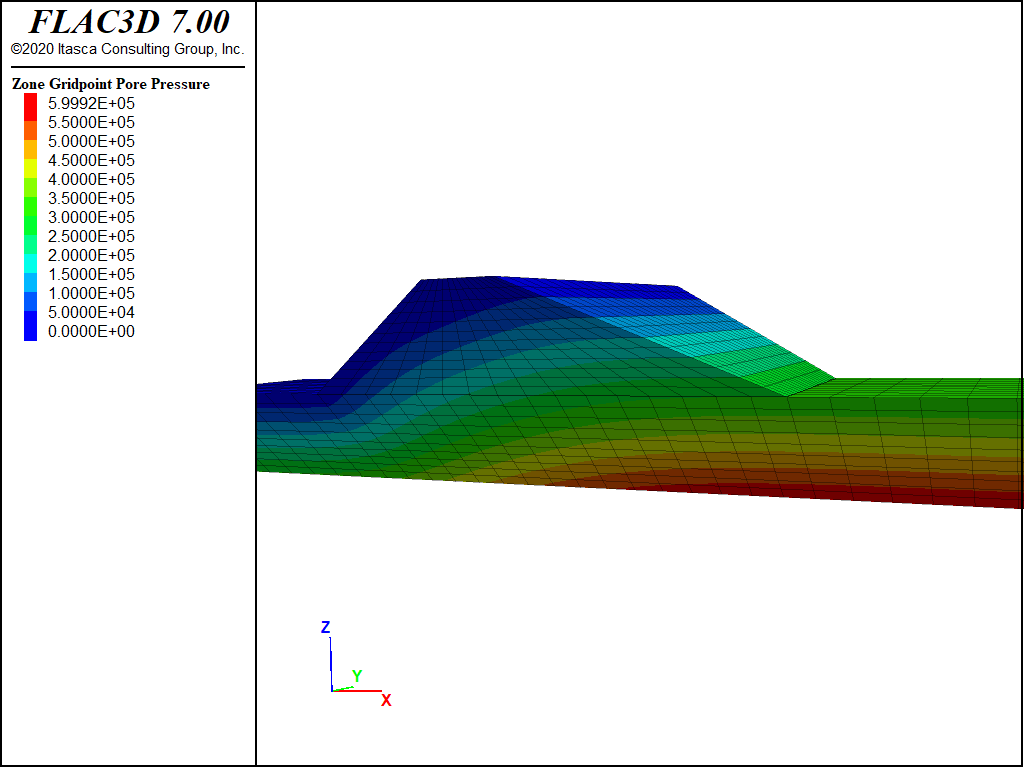 FLAC3D 7.00
©2020 Itasca Consulting Group, Inc.
Zone Gridpoint Pore Pressure
5.9992E+05
5.5000E+05
5.0000E+05
4.5000E+05
4.0000E+05
3.5000E+05
3.0000E+05
2.5000E+05
2.0000E+05
1.5000E+05
1.0000E+05
5.0000E+04
0.0000E+00
Z
Y
X